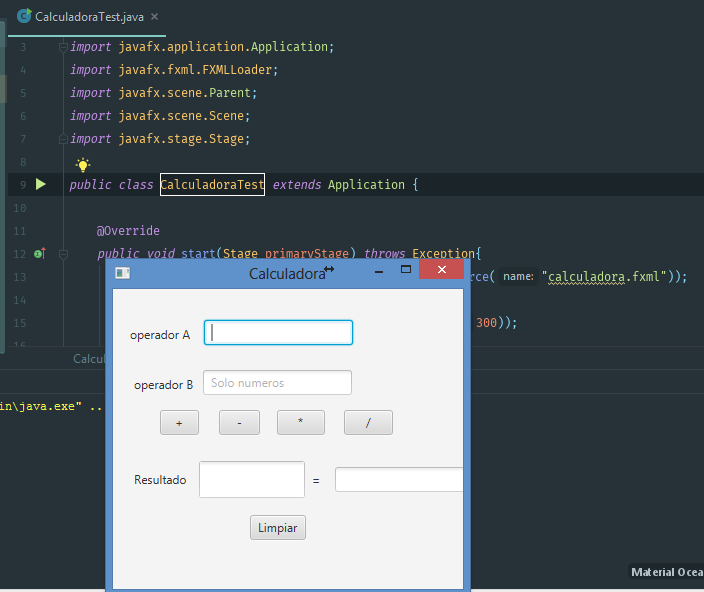 CalculadoraTest.java ×
3 import javafx.application.Application;
4 import javafx.fxml.FXMLLoader;
5 import javafx.scene.Parent;
6 import javafx.scene.Scene;
7 import javafx.stage.Stage;
8
9 public class CalculadoraTest extends Application {
10
11 @Override
12 public void start(Stage primaryStage) throws Exception{
13 rce( name: "calculadora.fxml"));
14
15 300));
16
Calcul
in\java.exe" ..
Calculadora
operador A
operador B Solo numeros
+ - * /
Resultado =
Limpiar
Material Ocea